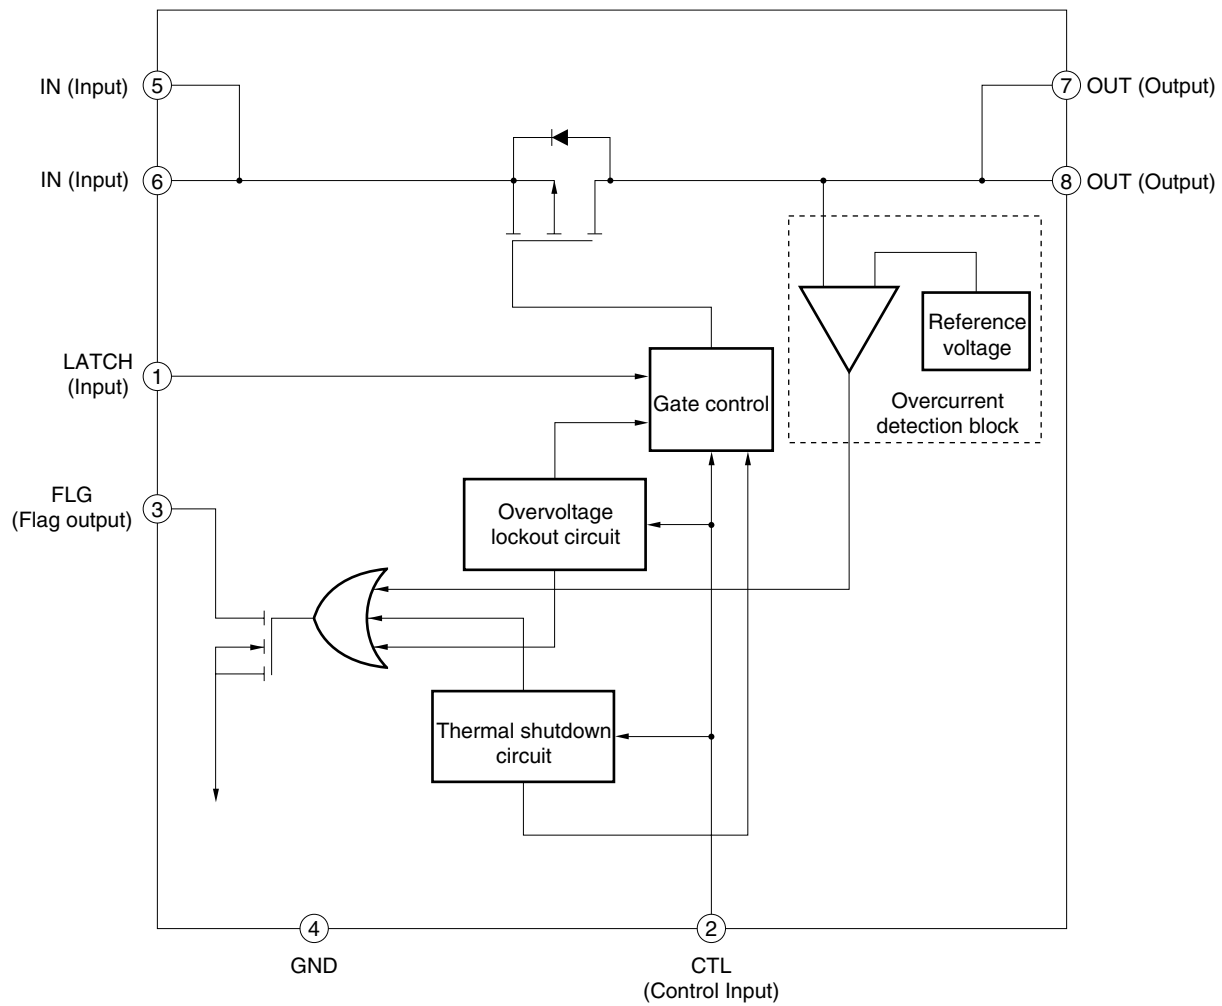 IN (Input)
5
7
OUT (Output)
IN (Input)
6
8
OUT (Output)
Reference
voltage
LATCH
(Input)
1
Gate control
Overcurrent
detection block
FLG
(Flag output)
3
Overvoltage
lockout circuit
Thermal shutdown
circuit
4
2
GND
CTL
(Control Input)